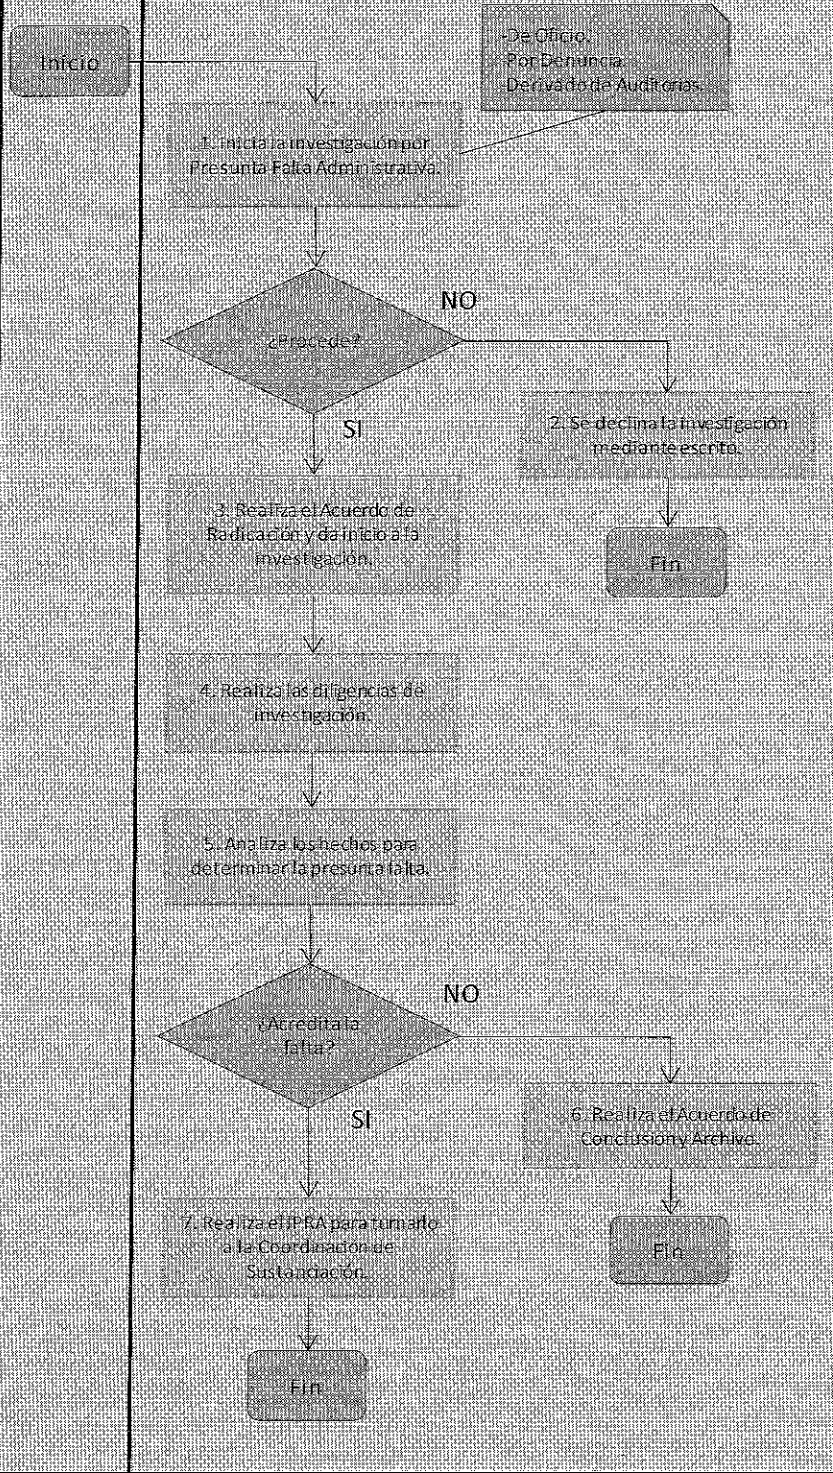 Inicio
-De Oficio.
-Por Denuncia.
-Derivado de Auditorias.
1. Inicia la investigación por
Presunta Falta Administrativa.
¿Procede?
NO
SI
2. Se declina la investigación
mediante escrito.
Fin
3. Realiza el Acuerdo de
Radicación y da inicio a la
investigación.
4. Realiza las diligencias de
investigación.
5. Analiza los hechos para
determinar la presunta falta.
¿Acredita la
falta?
NO
SI
6. Realiza el Acuerdo de
Conclusión y Archivo.
Fin
7. Realiza el IPRA para turnarlo
a la Coordinación de
Sustanciación.
Fin